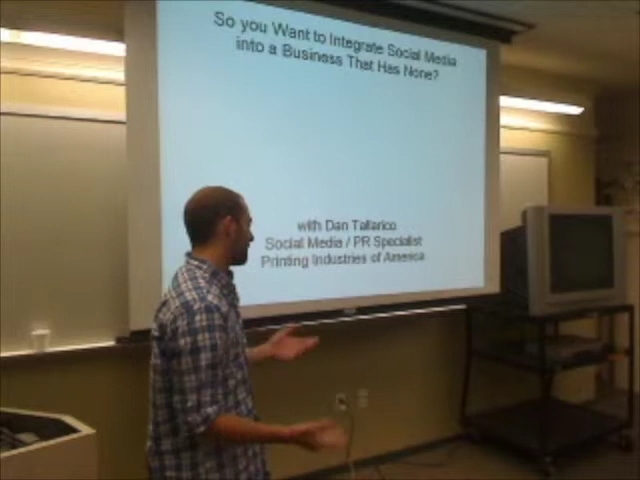 So you Want to Integrate Social Media
into a Business That Has None?
with Dan Tallarico
Social Media / PR Specialist
Printing Industries of America